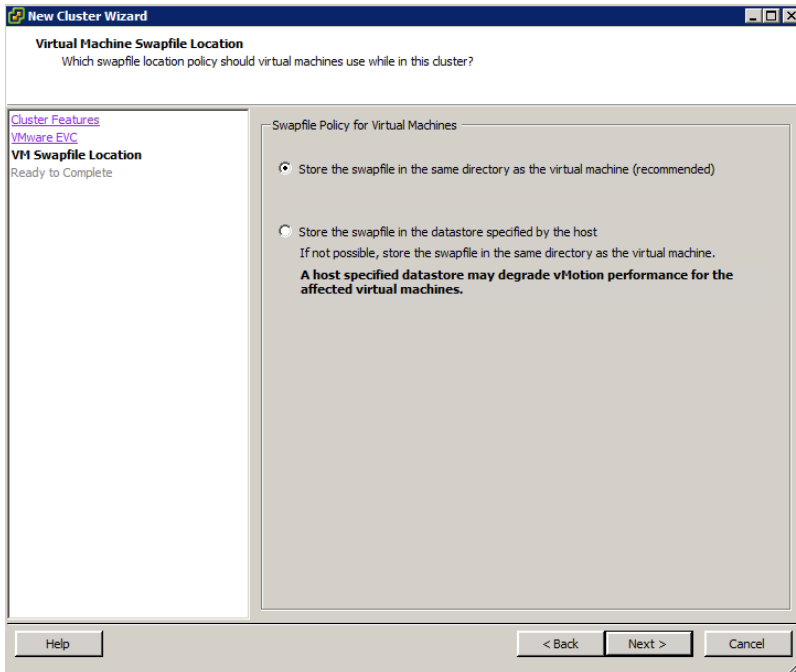 New Cluster Wizard
Virtual Machine Swapfile Location
Which swapfile location policy should virtual machines use while in this cluster?
Cluster Features
VMware EVC
VM Swapfile Location
Ready to Complete
Swapfile Policy for Virtual Machines
Store the swapfile in the same directory as the virtual machine (recommended)
Store the swapfile in the datastore specified by the host
If not possible, store the swapfile in the same directory as the virtual machine.
A host specified datastore may degrade vMotion performance for the
affected virtual machines.
Help
< Back
Next >
Cancel